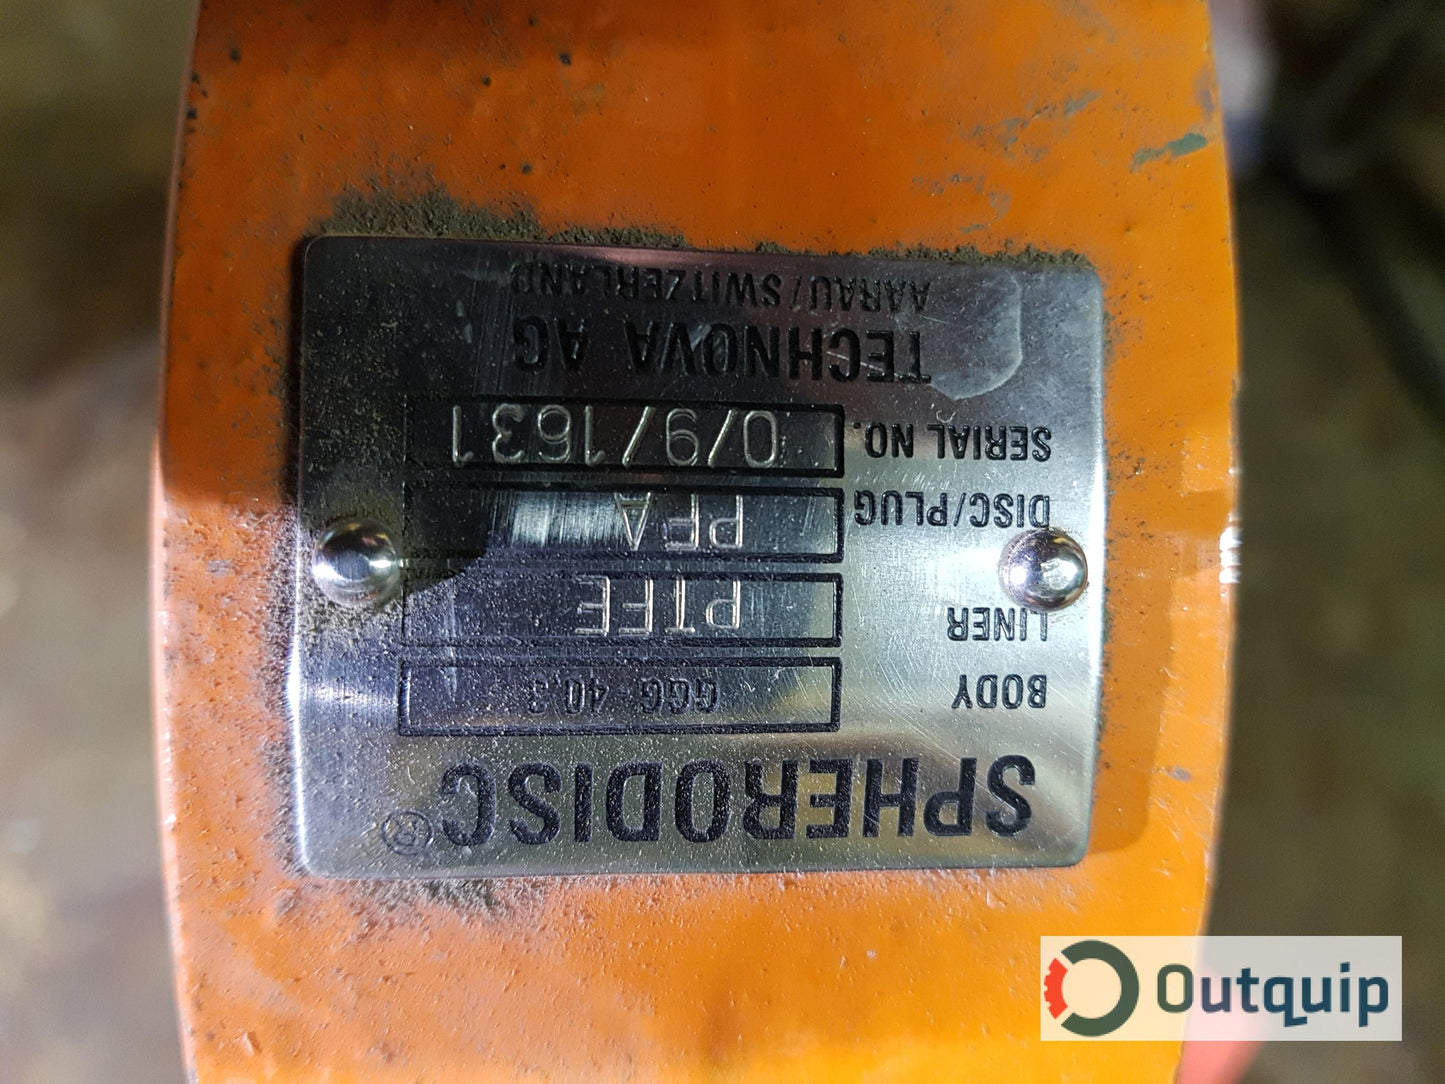 SPHERODISC®
BODY GGG 40.3
LINER PTFE
DISC/PLUG PFA
SERIAL NO. 0/9/1631
TECHNOVA AG
AARAU/SWITZERLAND
Outquip